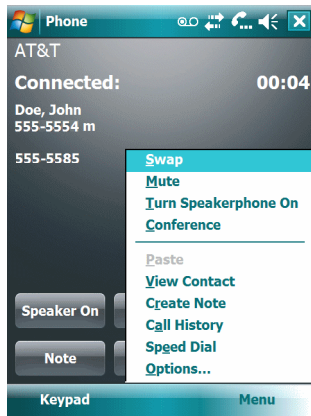 Phone
AT&T
Connected: 00:04
Doe, John
555-5554 m
555-5585
Swap
Mute
Turn Speakerphone On
Conference
Paste
View Contact
Create Note
Call History
Speed Dial
Options...
Speaker On
Note
Keypad Menu